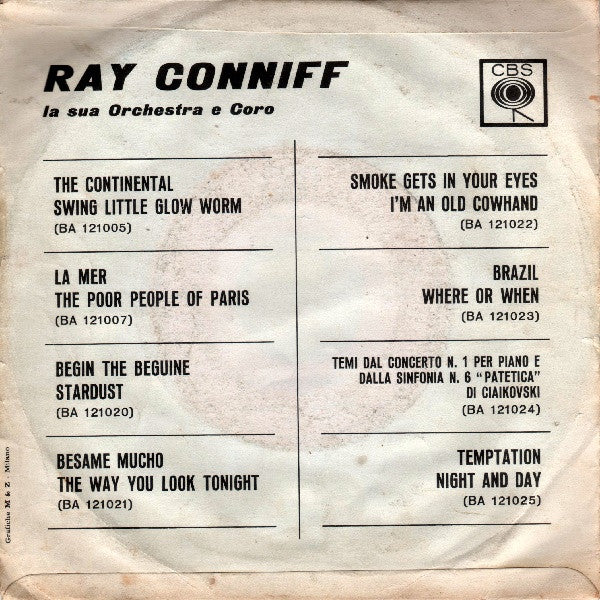 RAY CONNIFF
la sua Orchestra e Coro
CBS
THE CONTINENTAL
SWING LITTLE GLOW WORM
(BA 121005)
LA MER
THE POOR PEOPLE OF PARIS
(BA 121007)
BEGIN THE BEGUINE
STARDUST
(BA 121020)
BESAME MUCHO
THE WAY YOU LOOK TONIGHT
(BA 121021)
SMOKE GETS IN YOUR EYES
I'M AN OLD COWHAND
(BA 121022)
BRAZIL
WHERE OR WHEN
(BA 121023)
TEMI DAL CONCERTO N. 1 PER PIANO E
DALLA SINFONIA N. 6 "PATETICA"
DI CIAIKOVSKI
(BA 121024)
TEMPTATION
NIGHT AND DAY
(BA 121025)
Grafiche M & Z - Milano